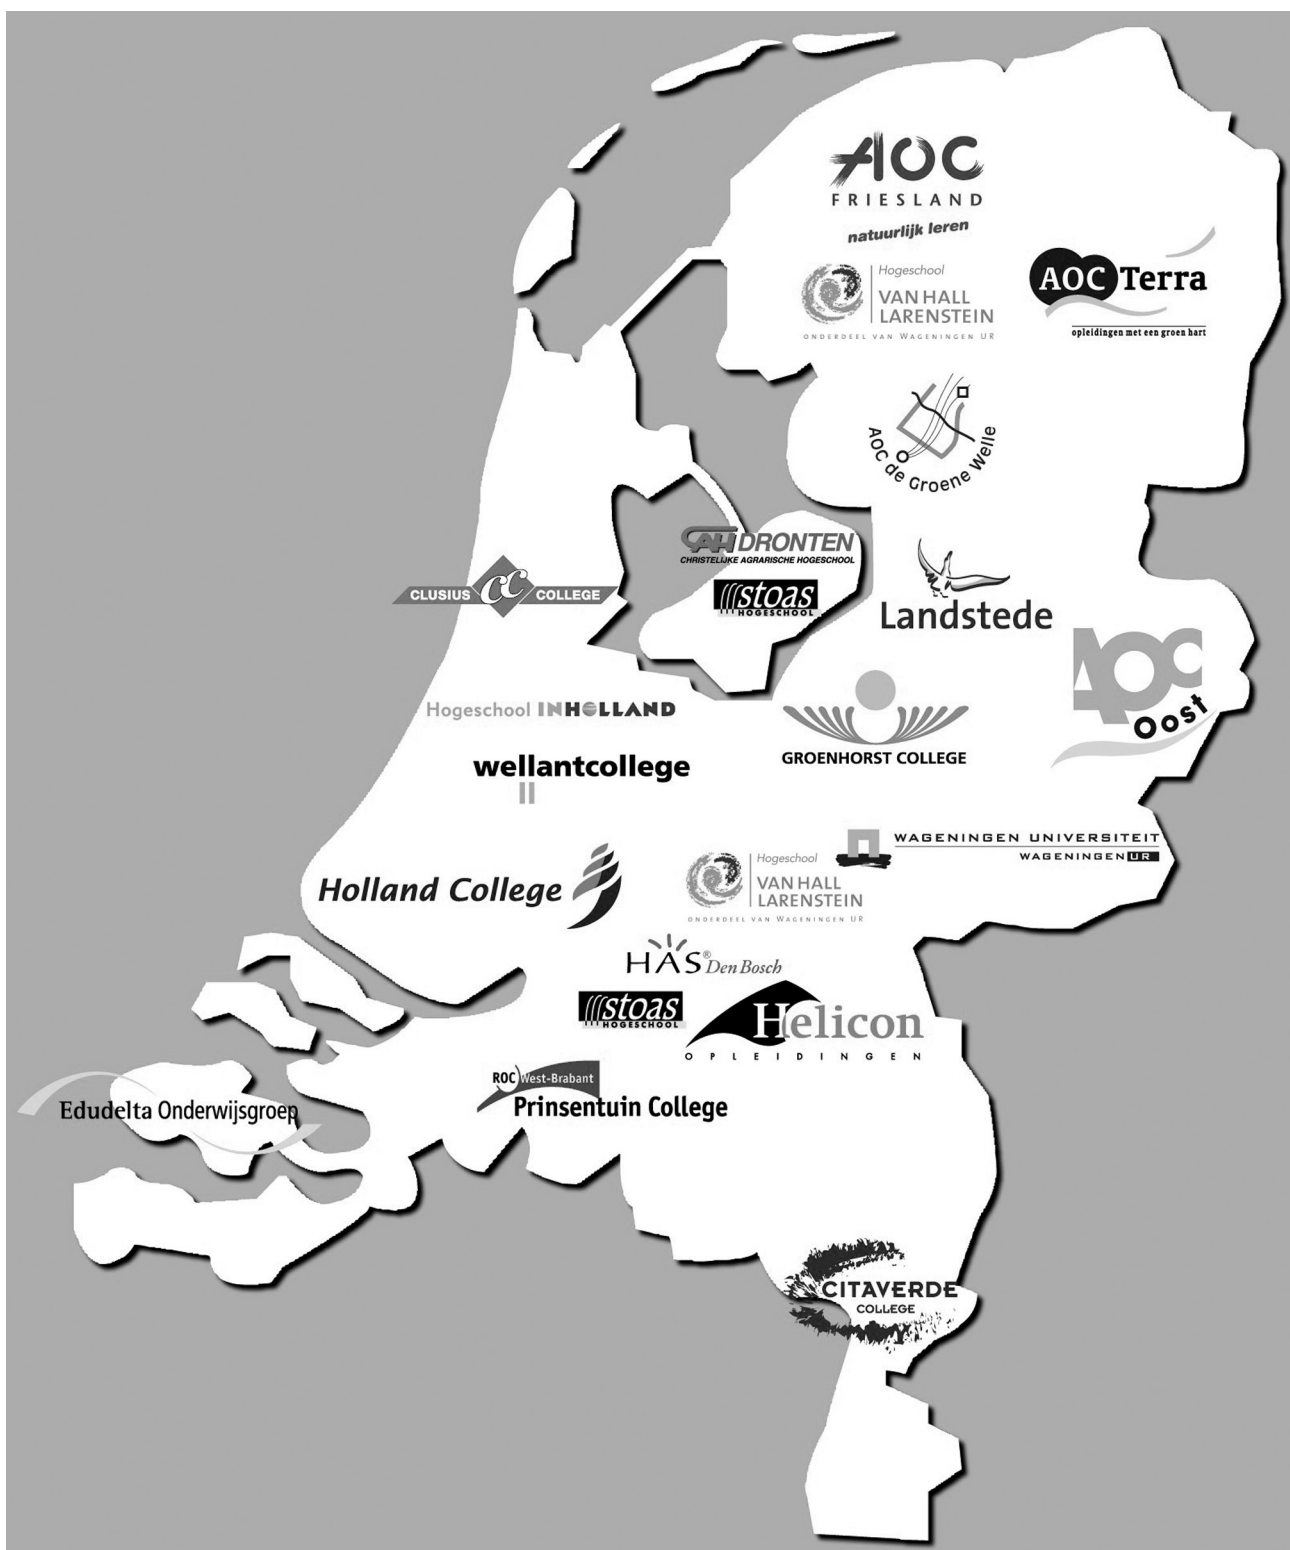 AOC
FRIESLAND
natuurlijk leren
Hogeschool
VAN HALL
LARENSTEIN
ONDERDEEL VAN WAGENINGEN UR
AOC Terra
opleidingen met een groen hart
AOC de Groene Welle
CAH DRONTEN
CHRISTELIJKE AGRARISCHE HOGESCHOOL
stoas
HOGESCHOOL
CLUSIUS CC COLLEGE
Landstede
AOC
Oost
Hogeschool INHOLLAND
wellantcollege
GROENHORST COLLEGE
WAGENINGEN UNIVERSITEIT
WAGENINGEN UR
Holland College
Hogeschool
VAN HALL
LARENSTEIN
ONDERDEEL VAN WAGENINGEN UR
HAS® Den Bosch
stoas
HOGESCHOOL
Helicon
OPLEIDINGEN
ROC West-Brabant
Prinsentuin College
Edudelta Onderwijsgroep
CITAVERDE
COLLEGE